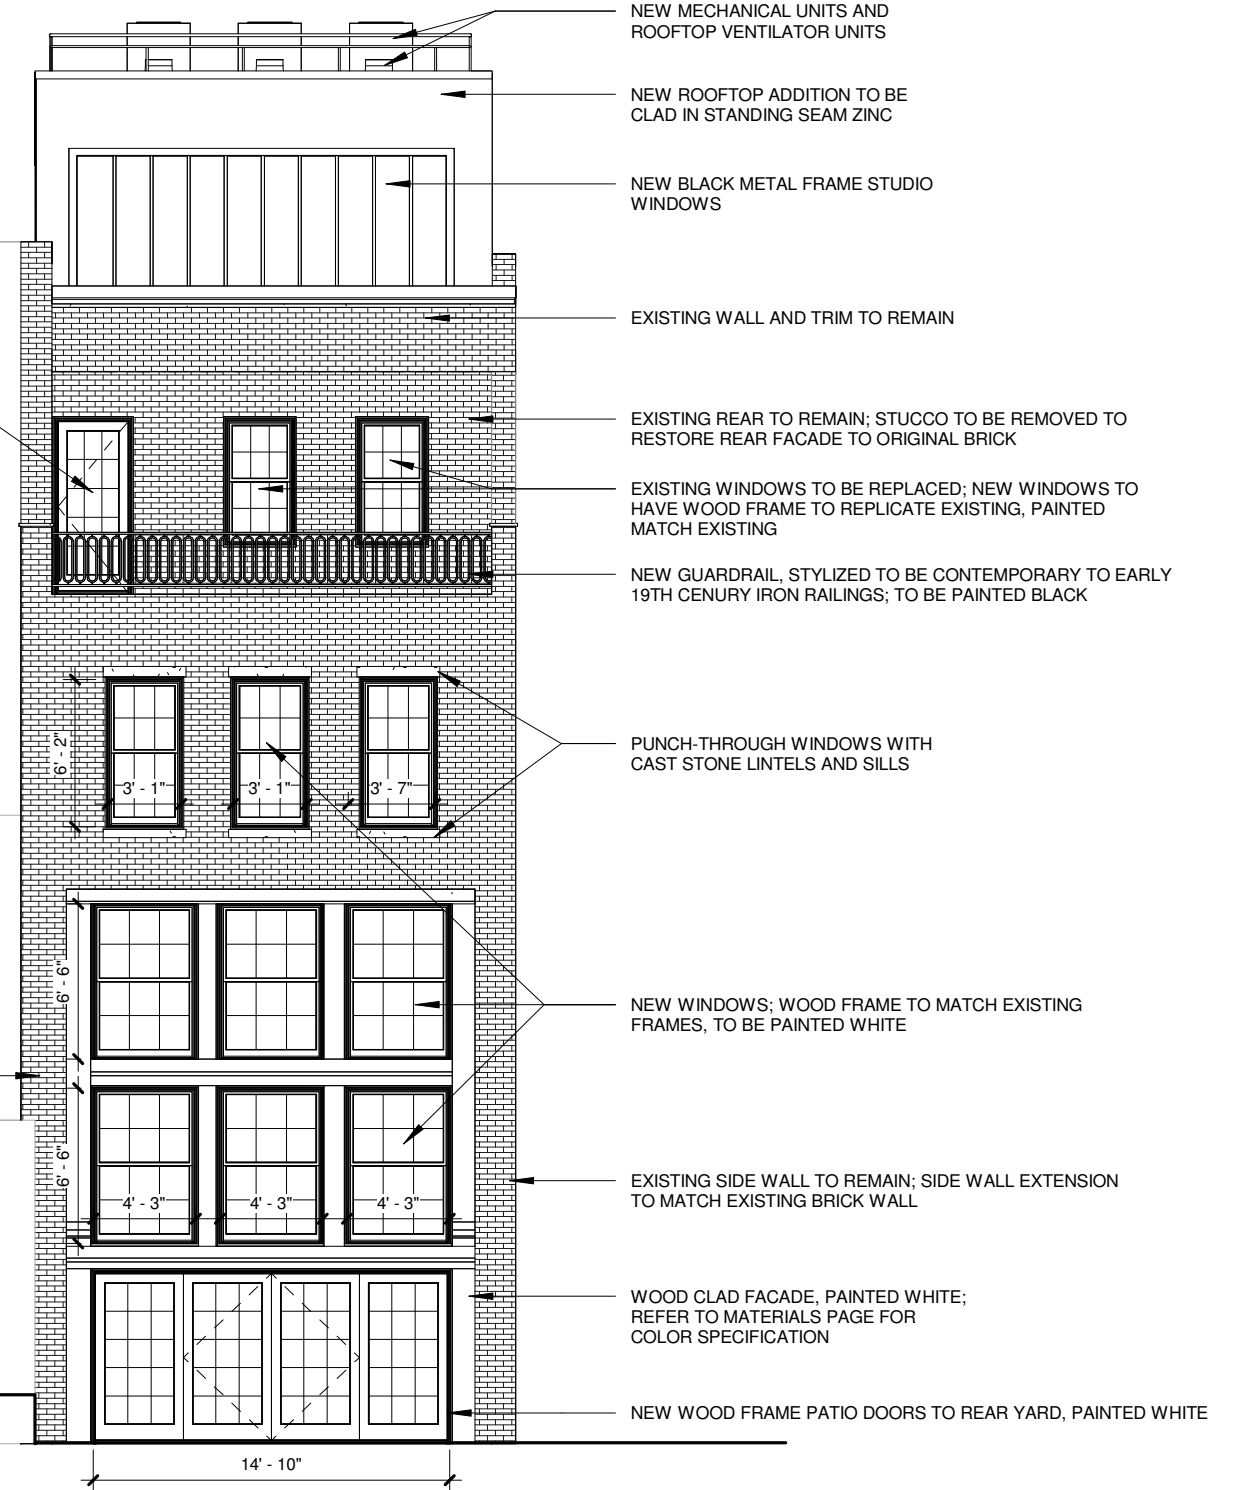 NEW MECHANICAL UNITS AND
ROOFTOP VENTILATOR UNITS
NEW ROOFTOP ADDITION TO BE
CLAD IN STANDING SEAM ZINC
NEW BLACK METAL FRAME STUDIO
WINDOWS
EXISTING WALL AND TRIM TO REMAIN
EXISTING REAR TO REMAIN; STUCCO TO BE REMOVED TO
RESTORE REAR FACADE TO ORIGINAL BRICK
EXISTING WINDOWS TO BE REPLACED; NEW WINDOWS TO
HAVE WOOD FRAME TO REPLICATE EXISTING, PAINTED
MATCH EXISTING
NEW GUARDRAIL, STYLIZED TO BE CONTEMPORARY TO EARLY
19TH CENURY IRON RAILINGS; TO BE PAINTED BLACK
6' - 2"
3' - 1"
3' - 1"
3' - 7"
PUNCH-THROUGH WINDOWS WITH
CAST STONE LINTELS AND SILLS
6' - 6"
NEW WINDOWS; WOOD FRAME TO MATCH EXISTING
FRAMES, TO BE PAINTED WHITE
6' - 6"
4' - 3"
4' - 3"
4' - 3"
EXISTING SIDE WALL TO REMAIN; SIDE WALL EXTENSION
TO MATCH EXISTING BRICK WALL
WOOD CLAD FACADE, PAINTED WHITE;
REFER TO MATERIALS PAGE FOR
COLOR SPECIFICATION
NEW WOOD FRAME PATIO DOORS TO REAR YARD, PAINTED WHITE
14' - 10"